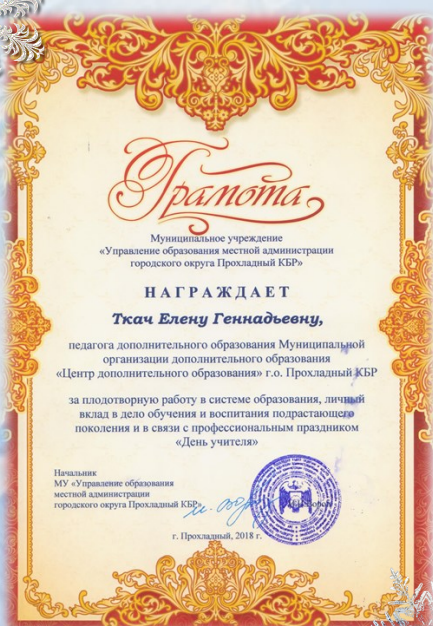 Грамота
Муниципальное учреждение
«Управление образования местной администрации
городского округа Прохладный КБР»
НАГРАЖДАЕТ
Ткач Елену Геннадьевну,
педагога дополнительного образования Муниципальной
организации дополнительного образования
«Центр дополнительного образования» г.о. Прохладный КБР
за плодотворную работу в системе образования, личный
вклад в дело обучения и воспитания подрастающего
поколения и в связи с профессиональным праздником
«День учителя»
Начальник
МУ «Управление образования
местной администрации
городского округа Прохладный КБР»
г. Прохладный, 2018 г.